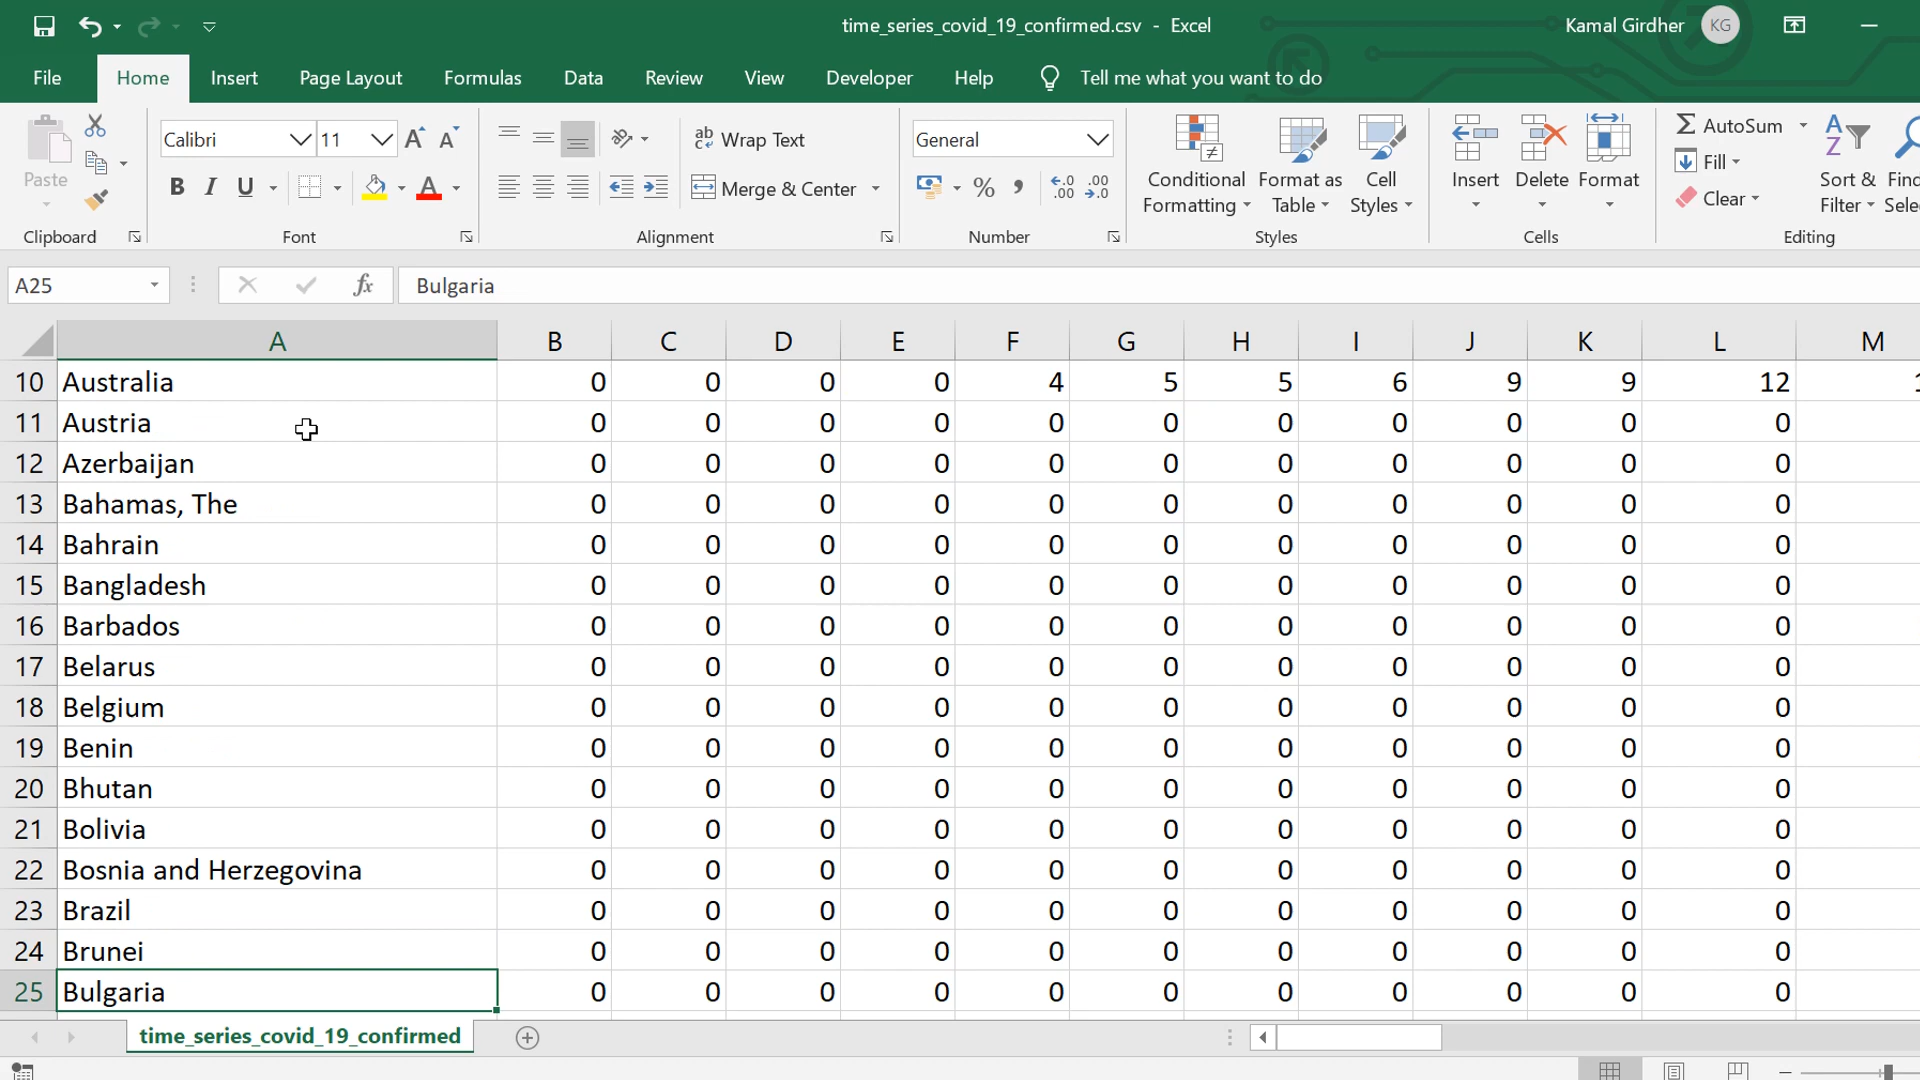 time_series_covid_19_confirmed.csv - Excel
Kamal Girdher KG
File Home Insert Page Layout Formulas Data Review View Developer Help Tell me what you want to do
Paste
Clipboard
Calibri 11
B I U
Font
Wrap Text
Merge & Center
Alignment
General
Number
Conditional Formatting
Format as Table
Cell Styles
Styles
Insert
Delete
Format
Cells
AutoSum
Fill
Clear
Sort & Filter
Editing
A25 fx Bulgaria
A B C D E F G H I J K L M
10 Australia 0 0 0 0 4 5 5 6 9 9 12
11 Austria 0 0 0 0 0 0 0 0 0 0 0
12 Azerbaijan 0 0 0 0 0 0 0 0 0 0 0
13 Bahamas, The 0 0 0 0 0 0 0 0 0 0 0
14 Bahrain 0 0 0 0 0 0 0 0 0 0 0
15 Bangladesh 0 0 0 0 0 0 0 0 0 0 0
16 Barbados 0 0 0 0 0 0 0 0 0 0 0
17 Belarus 0 0 0 0 0 0 0 0 0 0 0
18 Belgium 0 0 0 0 0 0 0 0 0 0 0
19 Benin 0 0 0 0 0 0 0 0 0 0 0
20 Bhutan 0 0 0 0 0 0 0 0 0 0 0
21 Bolivia 0 0 0 0 0 0 0 0 0 0 0
22 Bosnia and Herzegovina 0 0 0 0 0 0 0 0 0 0 0
23 Brazil 0 0 0 0 0 0 0 0 0 0 0
24 Brunei 0 0 0 0 0 0 0 0 0 0 0
25 Bulgaria 0 0 0 0 0 0 0 0 0 0 0
time_series_covid_19_confirmed